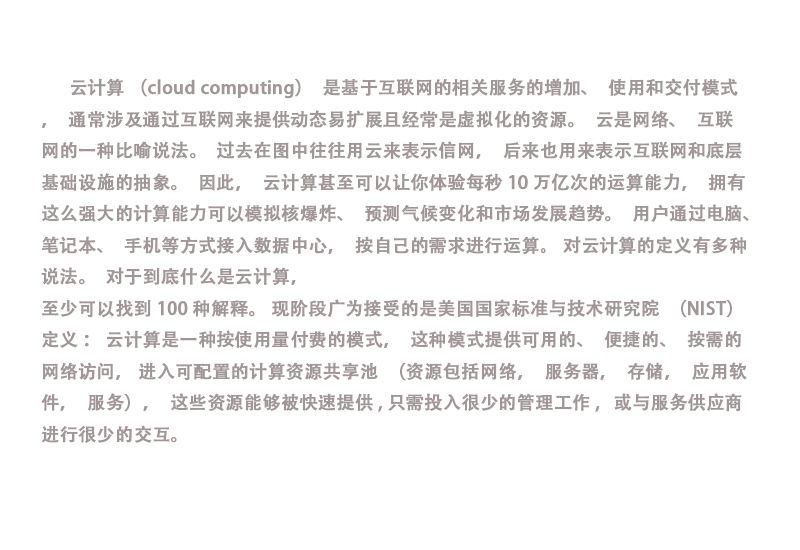 云计算 （cloud computing） 是基于互联网的相关服务的增加、 使用和交付模式
， 通常涉及通过互联网来提供动态易扩展且经常是虚拟化的资源。 云是网络、 互联
网的一种比喻说法。 过去在图中往往用云来表示信网， 后来也用来表示互联网和底层
基础设施的抽象。 因此， 云计算甚至可以让你体验每秒 10 万亿次的运算能力， 拥有
这么强大的计算能力可以模拟核爆炸、 预测气候变化和市场发展趋势。 用户通过电脑、
笔记本、 手机等方式接入数据中心， 按自己的需求进行运算。 对云计算的定义有多种
说法。 对于到底什么是云计算，
至少可以找到 100 种解释。 现阶段广为接受的是美国国家标准与技术研究院 （NIST）
定义： 云计算是一种按使用量付费的模式， 这种模式提供可用的、 便捷的、 按需的
网络访问， 进入可配置的计算资源共享池 （资源包括网络， 服务器， 存储， 应用软
件， 服务）， 这些资源能够被快速提供 , 只需投入很少的管理工作 , 或与服务供应商
进行很少的交互。